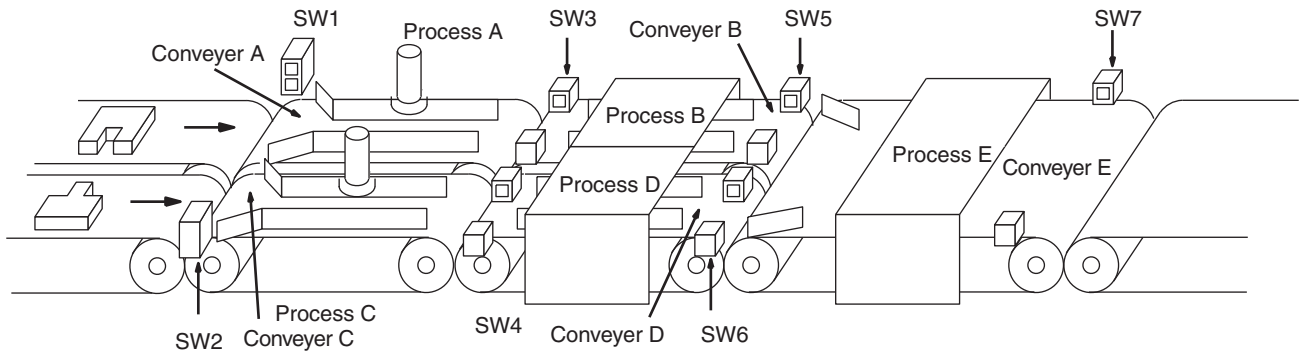 SW1
Process A
SW3
Conveyer B
SW5
SW7
Conveyer A
Process B
Process E
Process D
Conveyer E
Process C
Conveyer C
SW2
SW4
Conveyer D
SW6